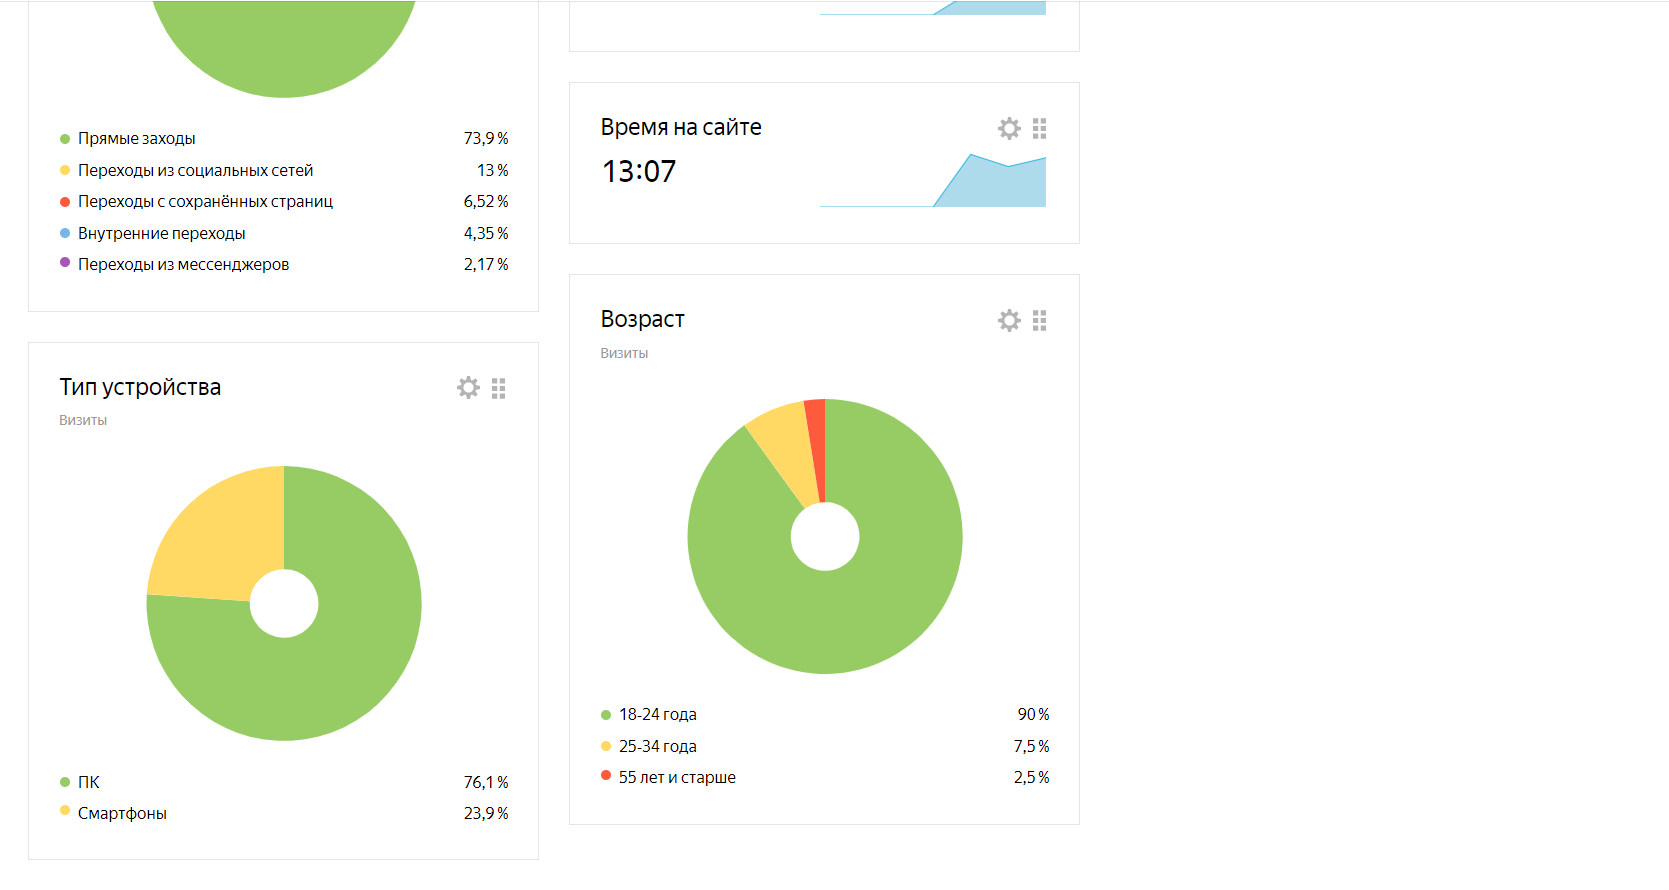 Прямые заходы 73,9 %
Переходы из социальных сетей 13 %
Переходы с сохранённых страниц 6,52 %
Внутренние переходы 4,35 %
Переходы из мессенджеров 2,17 %
Тип устройства
Визиты
ПК 76,1 %
Смартфоны 23,9 %
Время на сайте
13:07
Возраст
Визиты
18-24 года 90 %
25-34 года 7,5 %
55 лет и старше 2,5 %